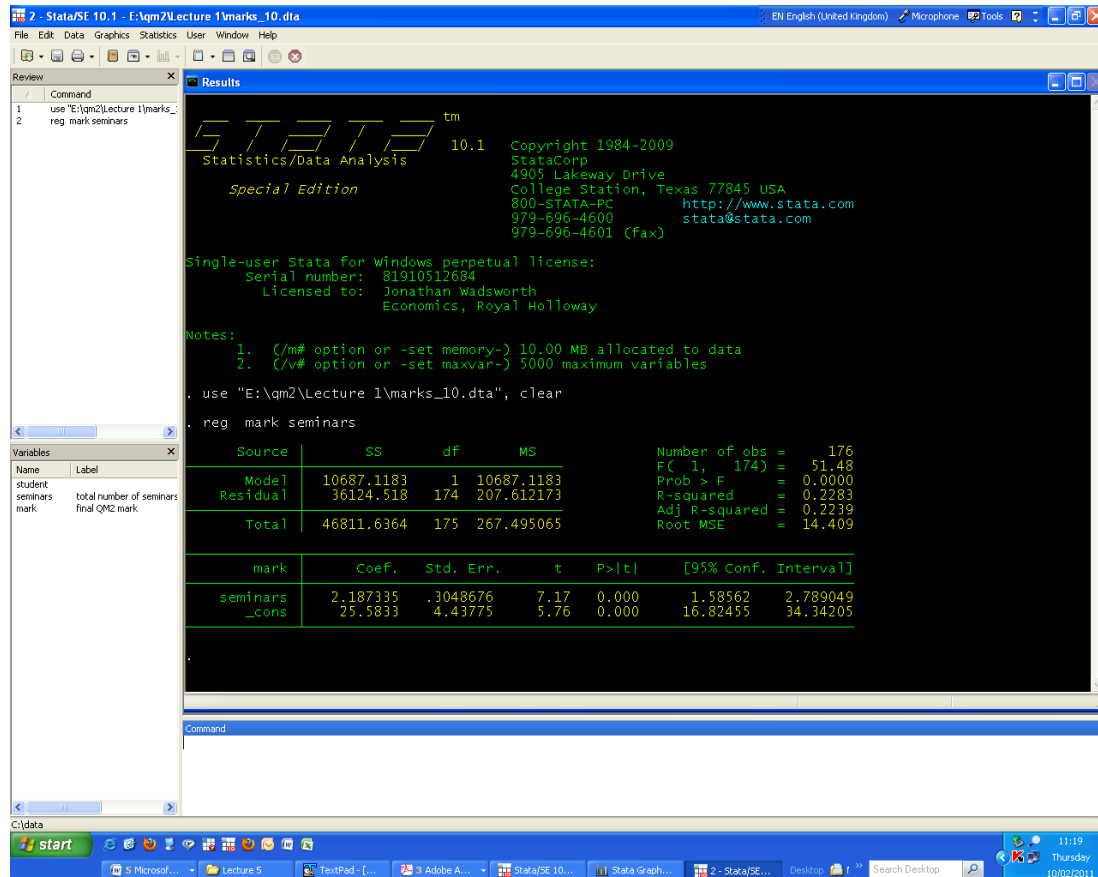 2 - Stata/SE 10.1 - E:\qm2\Lecture 1\marks_10.dta
EN English (United Kingdom) Microphone Tools
File Edit Data Graphics Statistics User Window Help
Review
Command
1 use "E:\qm2\Lecture 1\marks_
2 reg mark seminars
Variables
Name Label
student
seminars total number of seminars
mark final QM2 mark
Results
STATA tm
10.1 Copyright 1984-2009
Statistics/Data Analysis StataCorp
4905 Lakeway Drive
Special Edition College Station, Texas 77845 USA
800-STATA-PC http://www.stata.com
979-696-4600 stata@stata.com
979-696-4601 (fax)
Single-user Stata for Windows perpetual license:
Serial number: 81910512684
Licensed to: Jonathan Wadsworth
Economics, Royal Holloway
Notes:
1. (/m# option or -set memory-) 10.00 MB allocated to data
2. (/v# option or -set maxvar-) 5000 maximum variables
. use "E:\qm2\Lecture 1\marks_10.dta", clear
. reg mark seminars
Source SS df MS Number of obs = 176
F( 1, 174) = 51.48
Model 10687.1183 1 10687.1183 Prob > F = 0.0000
Residual 36124.518 174 207.612173 R-squared = 0.2283
Adj R-squared = 0.2239
Total 46811.6364 175 267.495065 Root MSE = 14.409
mark Coef. Std. Err. t P>|t| [95% Conf. Interval]
seminars 2.187335 .3048676 7.17 0.000 1.58562 2.789049
_cons 25.5833 4.43775 5.76 0.000 16.82455 34.34205
.
Command
C:\data
start
5 Microsof... Lecture 5 TextPad - [... 3 Adobe A... Stata/SE 10... Stata Graph... 2 - Stata/SE... Desktop Search Desktop
11:19
Thursday
10/02/2011